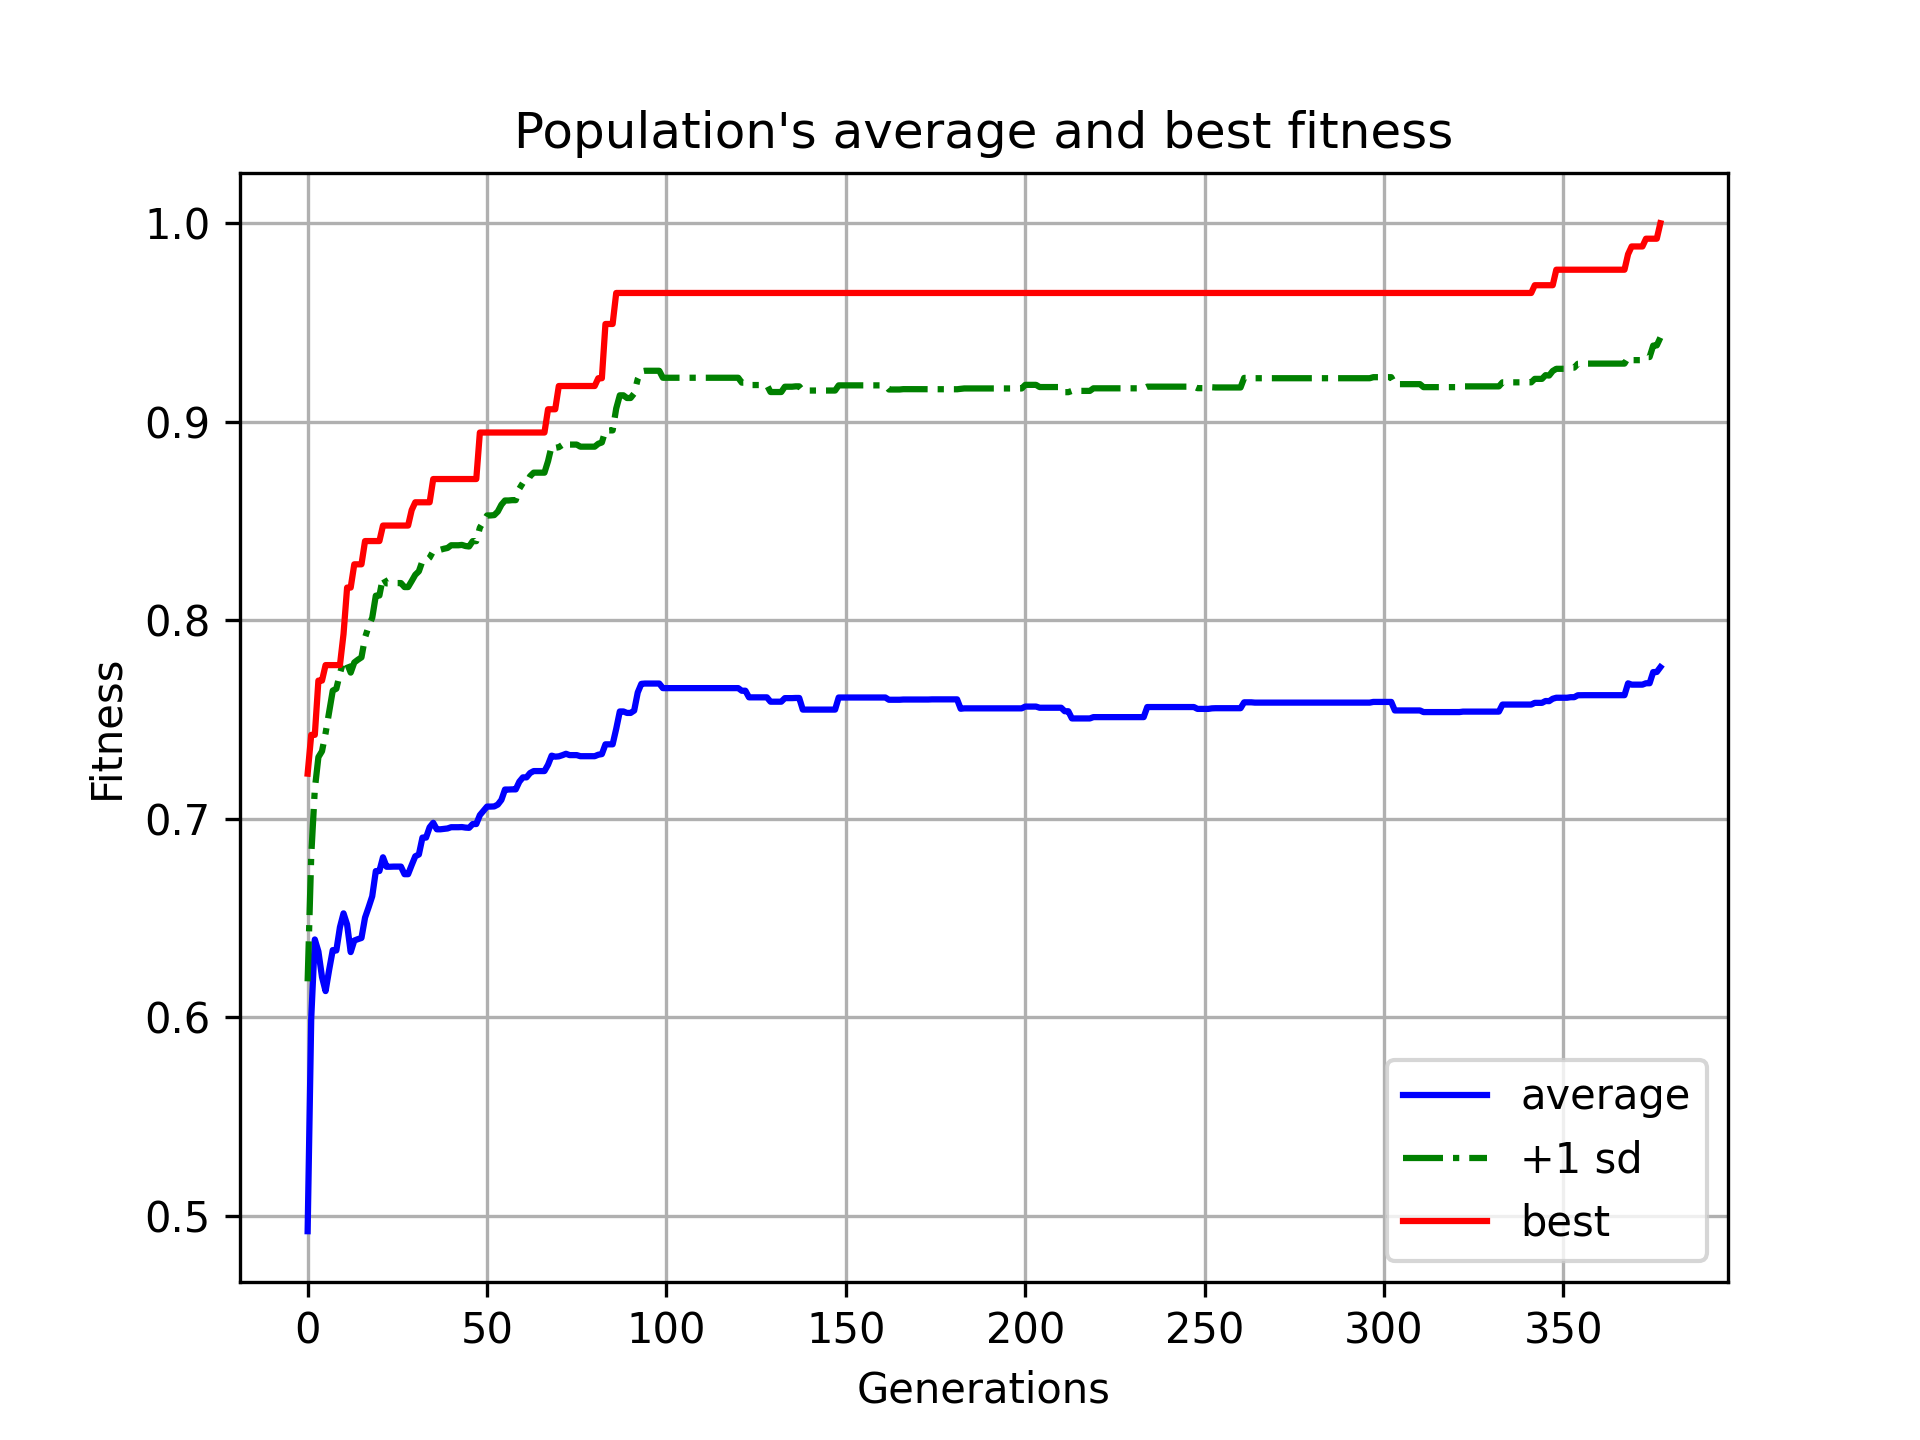 Population's average and best fitness
1.0
0.9
0.8
0.7
0.6
0.5
Fitness
average
+1 sd
best
0 50 100 150 200 250 300 350
Generations